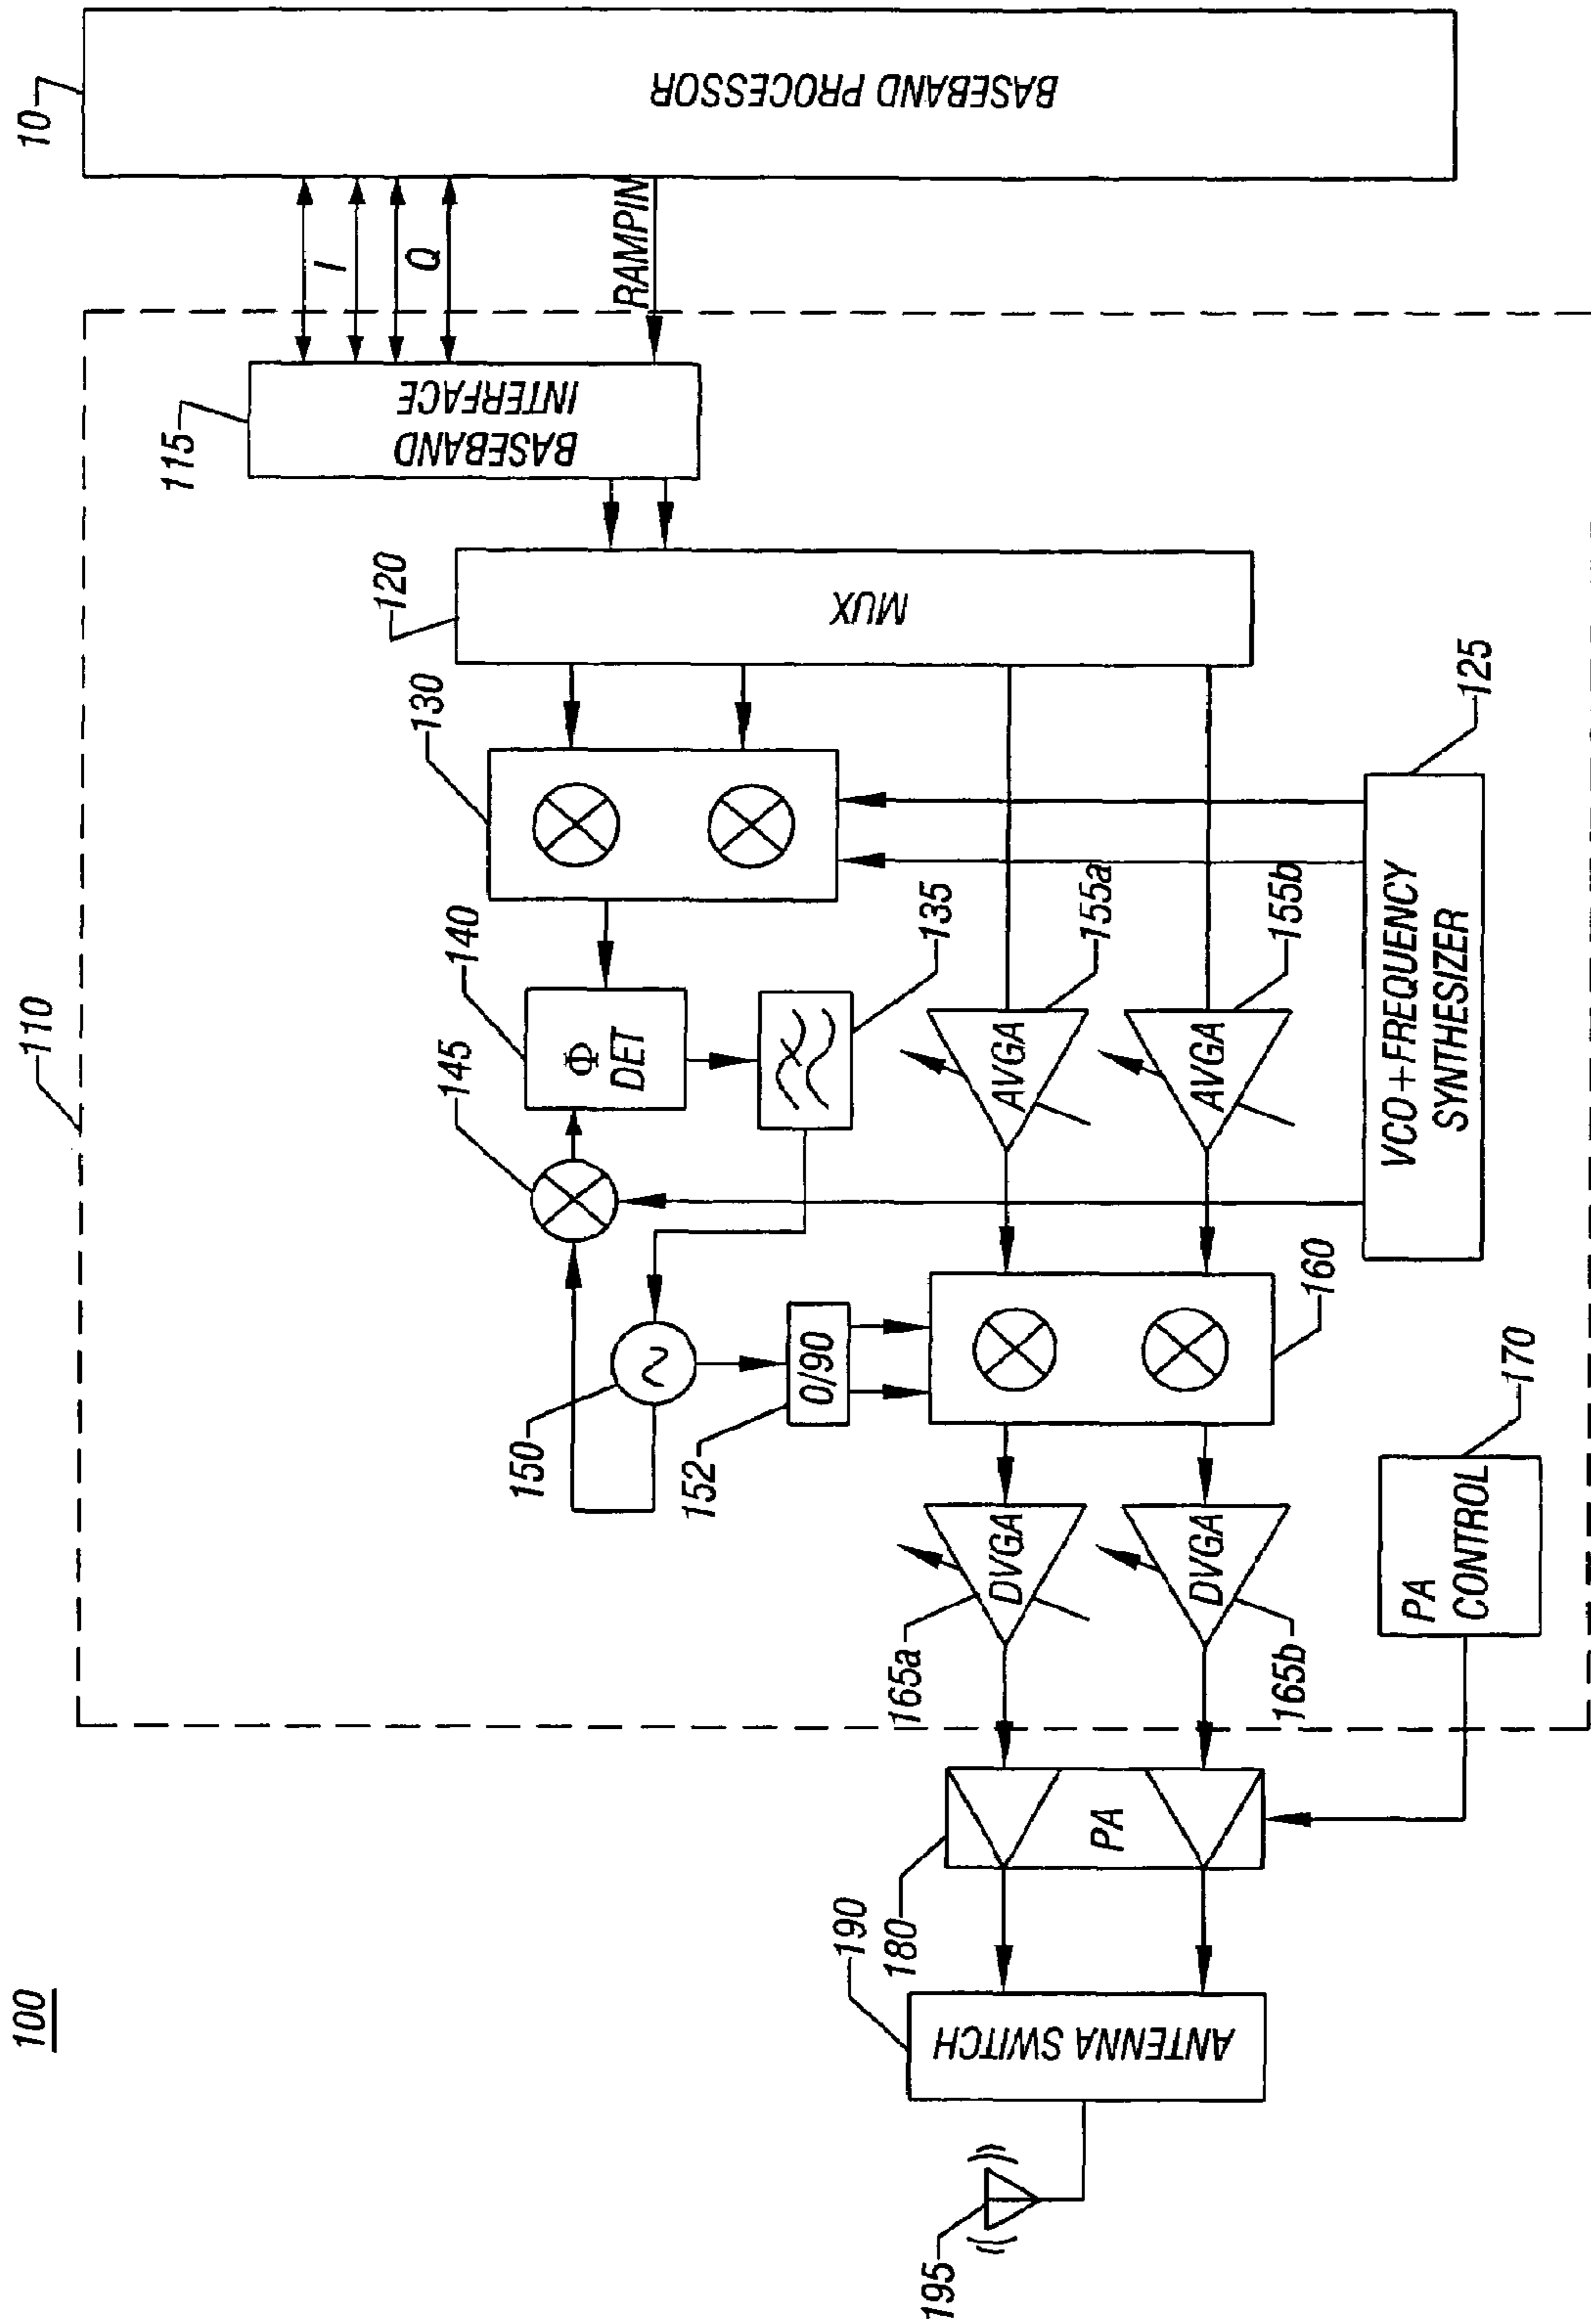 100
110
10
BASEBAND PROCESSOR
I
Q
RAMPIN
115
BASEBAND
INTERFACE
120
MUX
130
140
Φ
DET
145
135
150
152
0/90
155a
AVGA
155b
AVGA
125
VCO+FREQUENCY
SYNTHESIZER
160
165a
DVGA
165b
DVGA
170
PA
CONTROL
180
PA
190
ANTENNA SWITCH
195